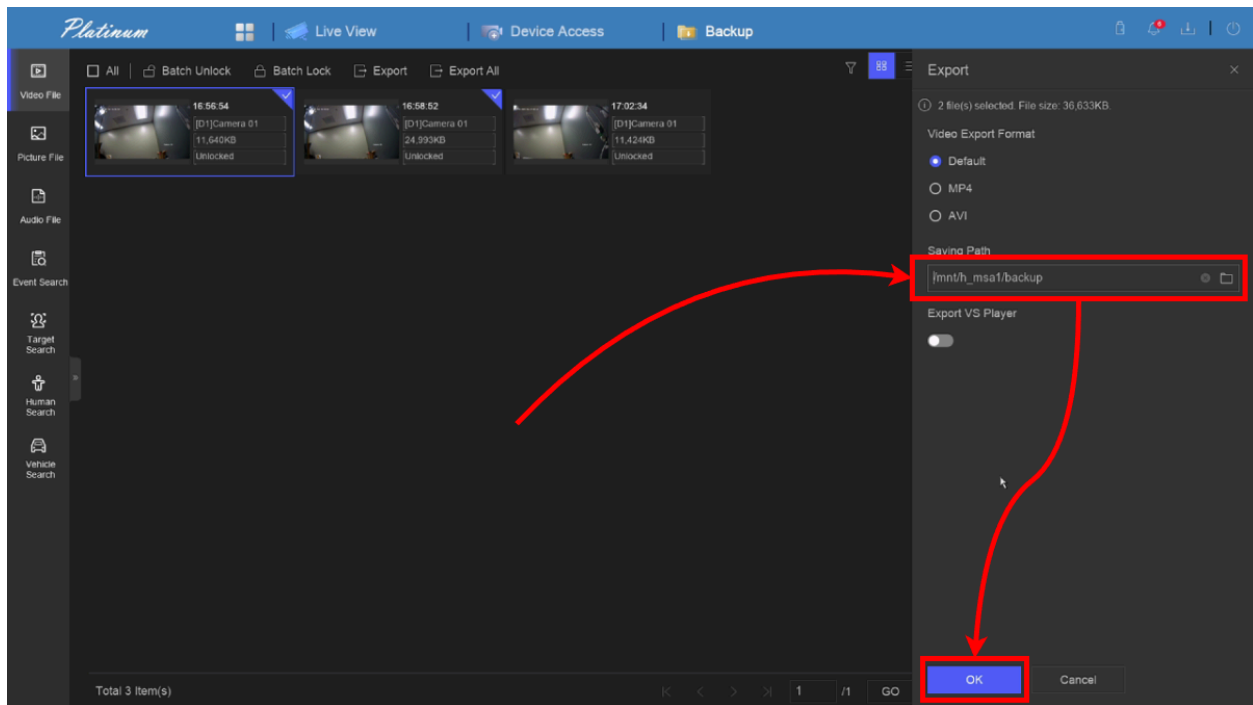 Platinum
Live View
Device Access
Backup
Video File
Picture File
Audio File
Event Search
Target
Search
Human
Search
Vehicle
Search
All
Batch Unlock
Batch Lock
Export
Export All
16:56:54
[D1]Camera 01
11,640KB
Unlocked
16:58:52
[D1]Camera 01
24,993KB
Unlocked
17:02:34
[D1]Camera 01
11,424KB
Unlocked
Total 3 Item(s)
1
/1
GO
Export
2 file(s) selected. File size: 36,633KB.
Video Export Format
Default
MP4
AVI
Saving Path
/mnt/h_msa1/backup
Export VS Player
OK
Cancel